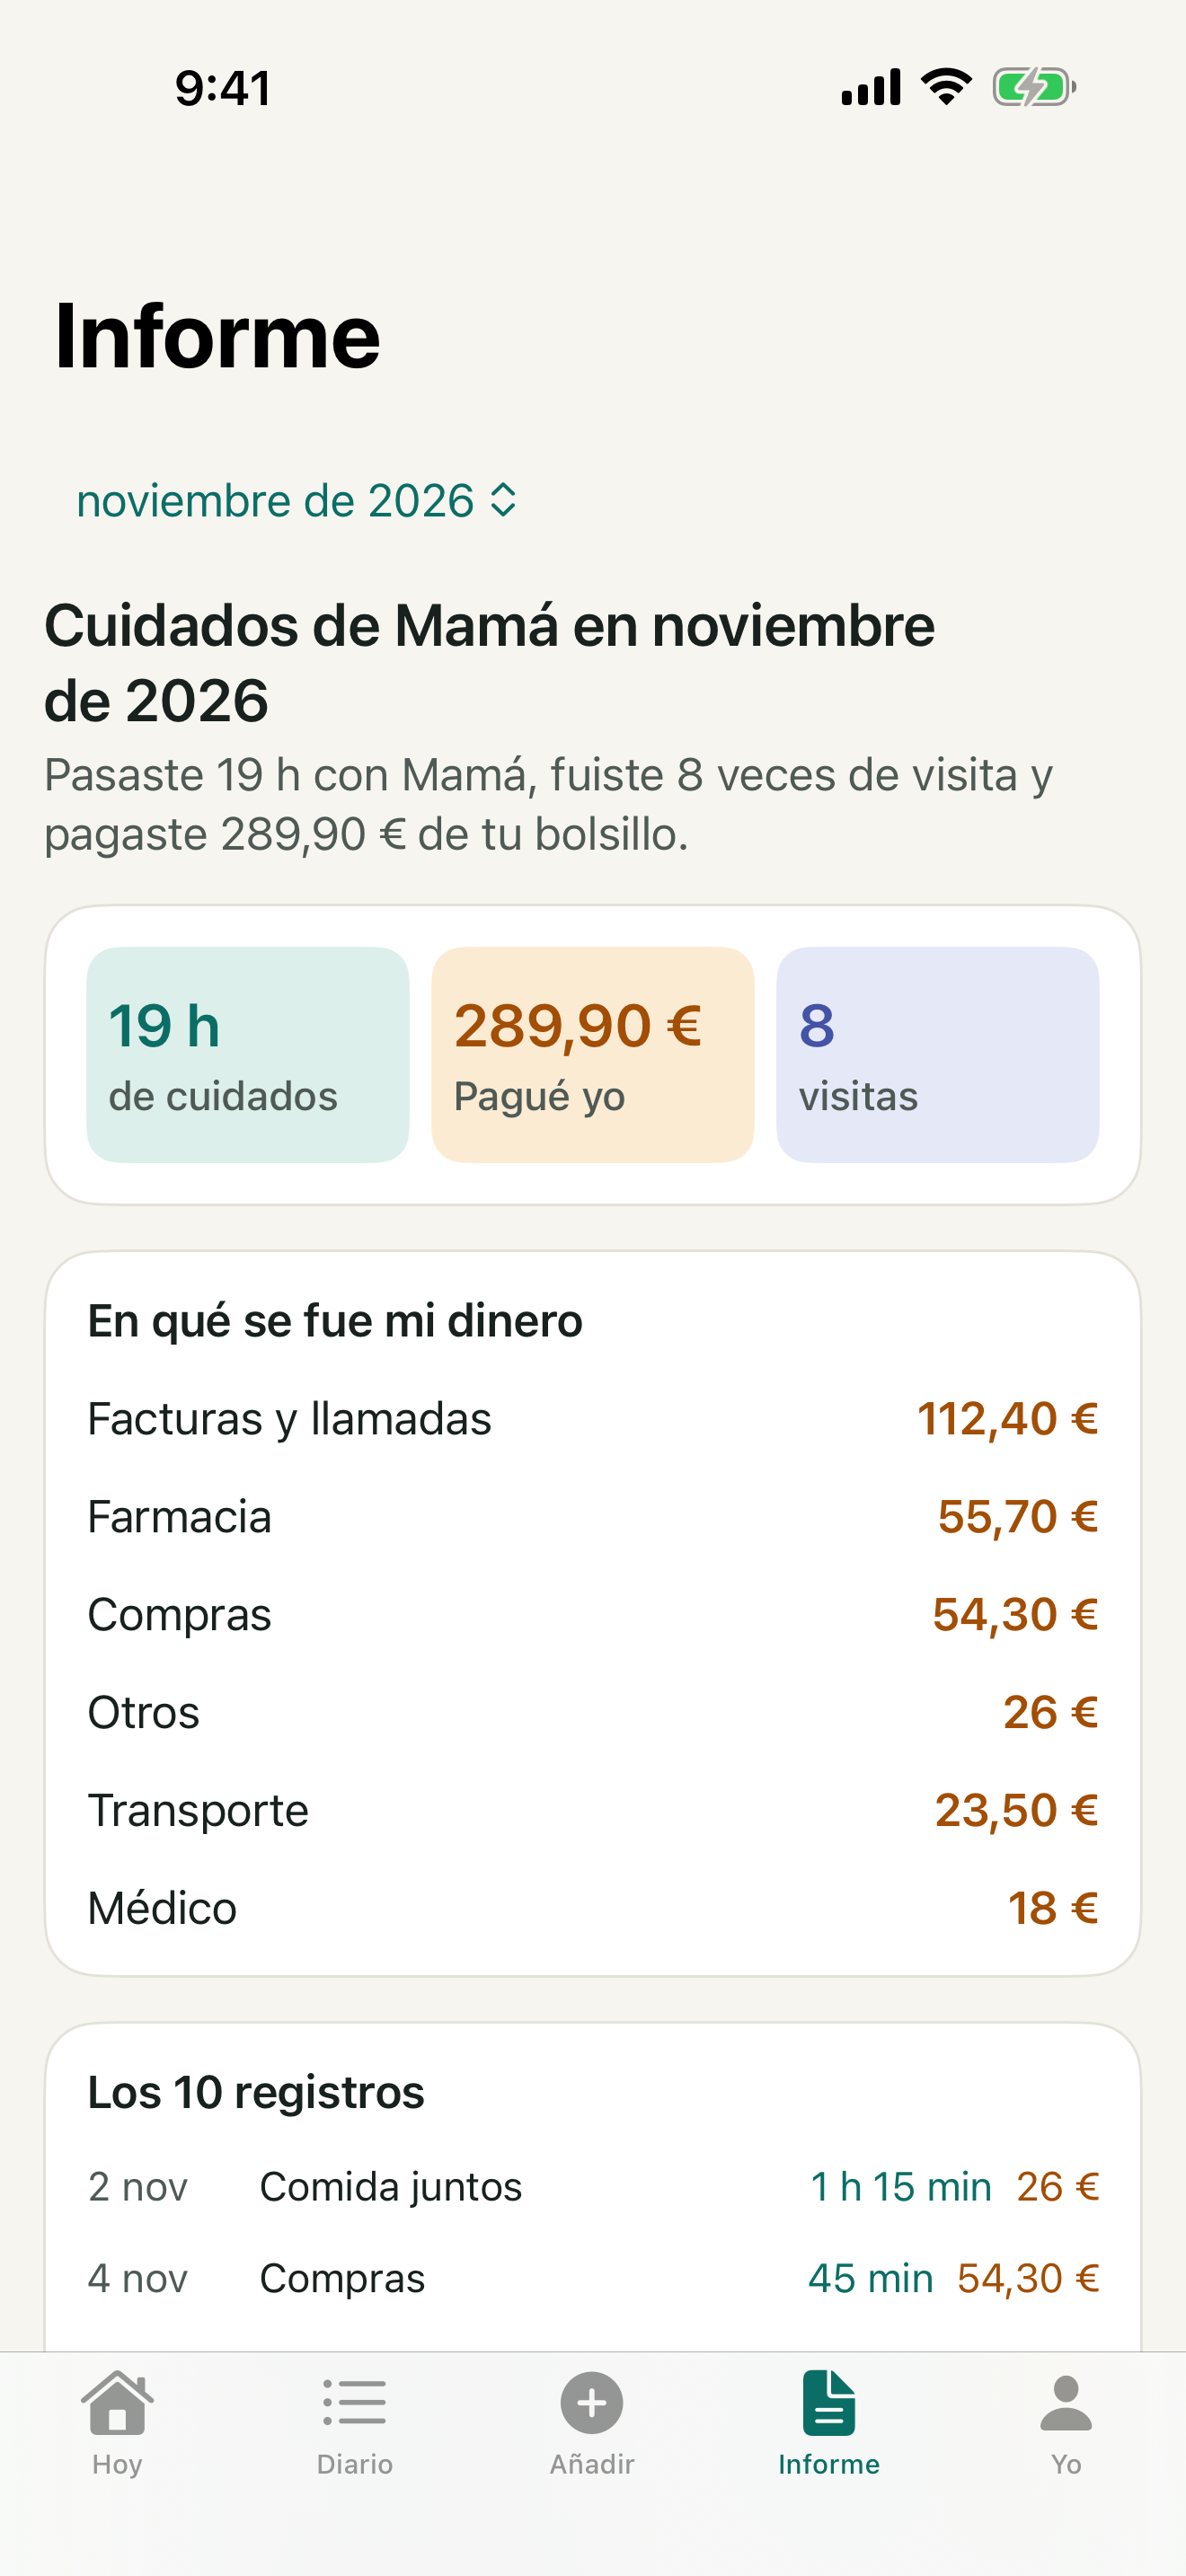 9:41
Informe
noviembre de 2026
Cuidados de Mamá en noviembre
de 2026
Pasaste 19 h con Mamá, fuiste 8 veces de visita y
pagaste 289,90 € de tu bolsillo.
19 h
de cuidados
289,90 €
Pagué yo
8
visitas
En qué se fue mi dinero
Facturas y llamadas 112,40 €
Farmacia 55,70 €
Compras 54,30 €
Otros 26 €
Transporte 23,50 €
Médico 18 €
Los 10 registros
2 nov Comida juntos 1 h 15 min 26 €
4 nov Compras 45 min 54,30 €
Hoy Diario Añadir Informe Yo